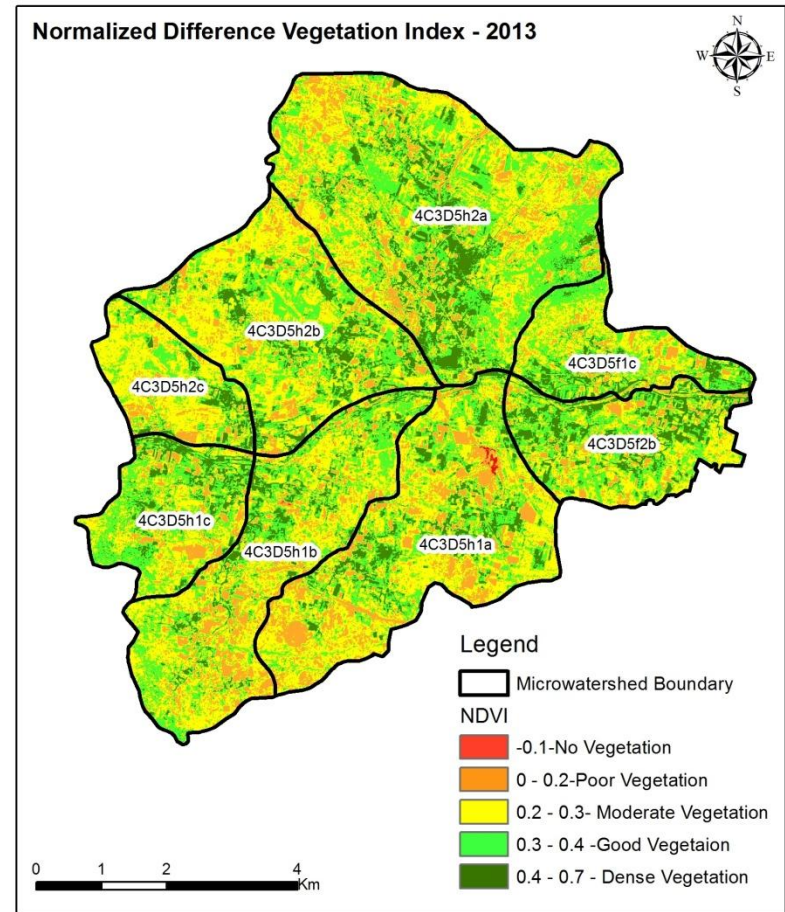 Normalized Difference Vegetation Index - 2013
N
W E
S
4C3D5h2a
4C3D5h2b
4C3D5f1c
4C3D5h2c
4C3D5f2b
4C3D5h1c
4C3D5h1b
4C3D5h1a
Legend
Microwatershed Boundary
NDVI
-0.1-No Vegetation
0 - 0.2-Poor Vegetation
0.2 - 0.3- Moderate Vegetation
0.3 - 0.4 -Good Vegetaion
0.4 - 0.7 - Dense Vegetation
0 1 2 4
Km